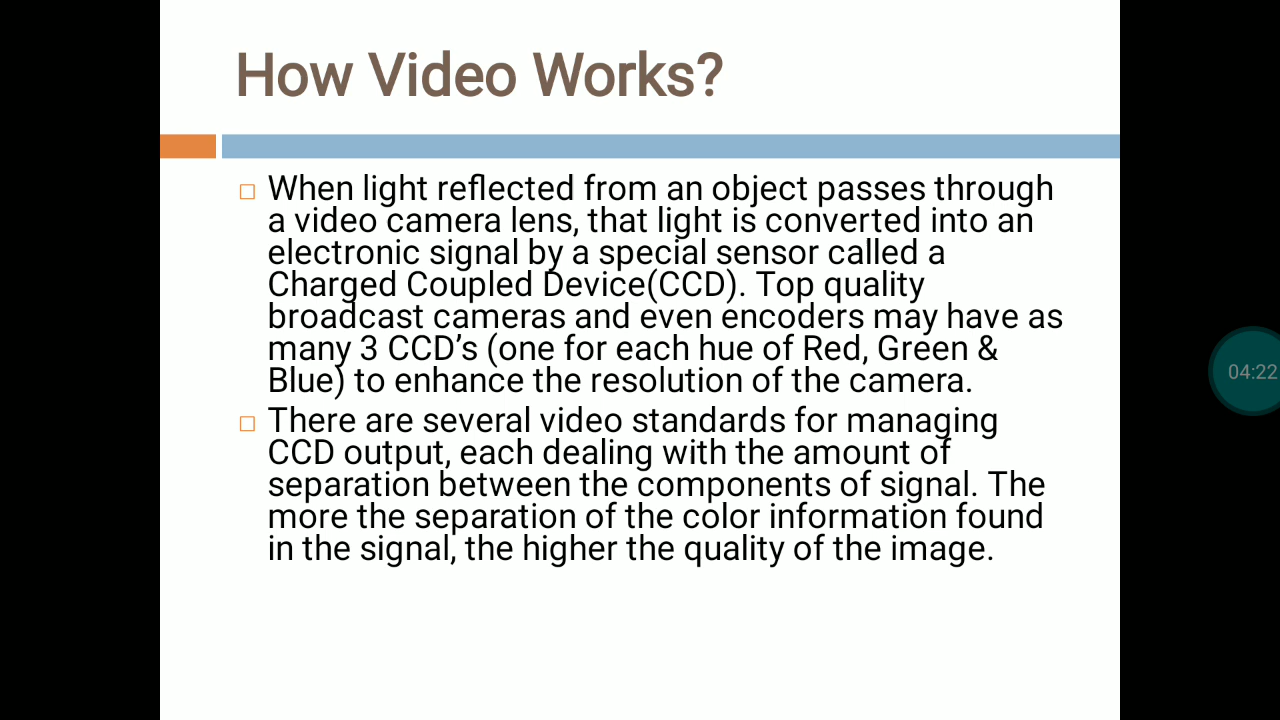 How Video Works?
When light reflected from an object passes through
a video camera lens, that light is converted into an
electronic signal by a special sensor called a
Charged Coupled Device(CCD). Top quality
broadcast cameras and even encoders may have as
many 3 CCD’s (one for each hue of Red, Green &
Blue) to enhance the resolution of the camera.
There are several video standards for managing
CCD output, each dealing with the amount of
separation between the components of signal. The
more the separation of the color information found
in the signal, the higher the quality of the image.
04:22